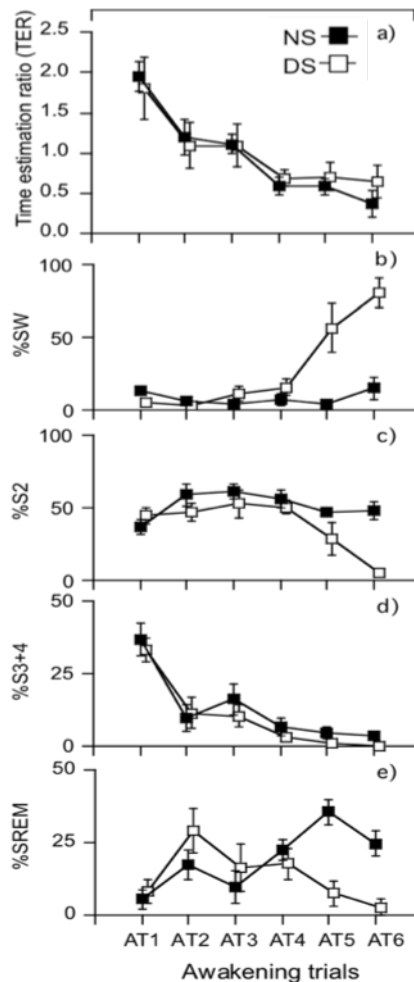 NS
DS
a)
Time estimation ratio (TER)
2.5
2.0
1.5
1.0
0.5
0.0
b)
%SW
100
50
0
c)
%S2
100
50
0
d)
%S3+4
50
25
0
e)
%SREM
50
25
0
AT1 AT2 AT3 AT4 AT5 AT6
Awakening trials